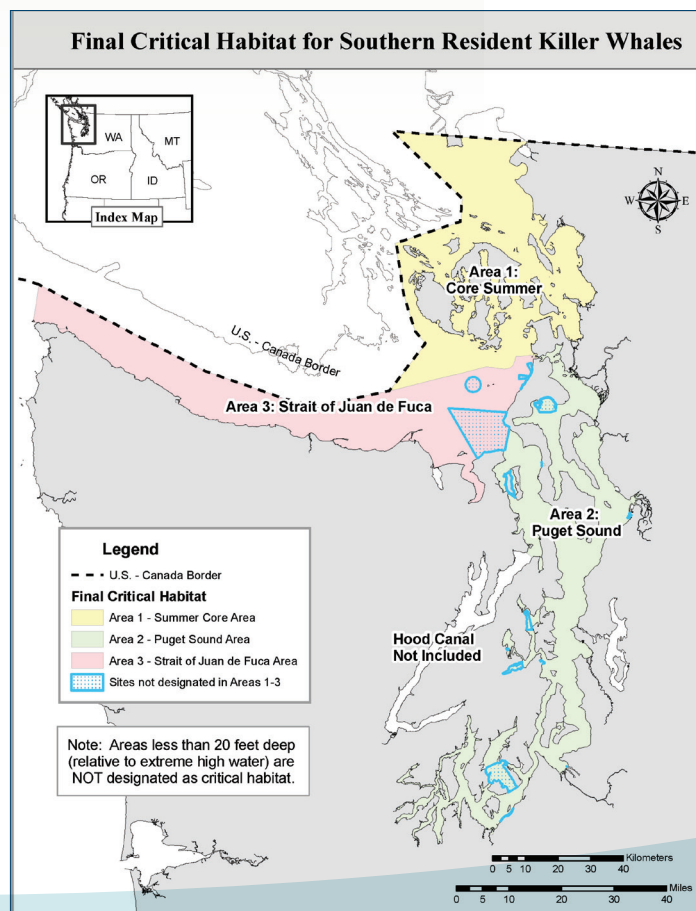 Final Critical Habitat for Southern Resident Killer Whales
WA
MT
OR
ID
Index Map
N
W
E
S
Area 1:
Core Summer
U.S. - Canada
Border
Area 3: Strait of Juan de Fuca
Area 2:
Puget Sound
Hood Canal
Not Included
Legend
U.S. - Canada Border
Final Critical Habitat
Area 1 - Summer Core Area
Area 2 - Puget Sound Area
Area 3 - Strait of Juan de Fuca Area
Sites not designated in Areas 1-3
Note: Areas less than 20 feet deep
(relative to extreme high water) are
NOT designated as critical habitat.
Kilometers
0 5 10 20 30 40
Miles
0 5 10 20 30 40